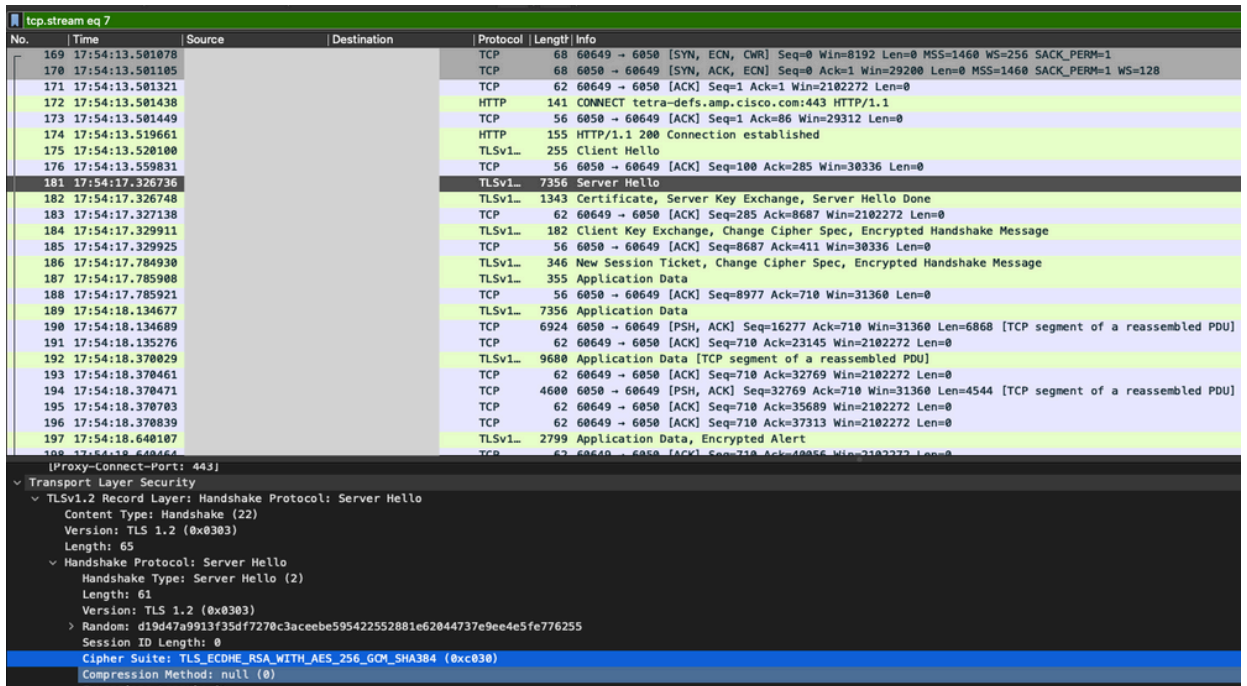 tcp.stream eq 7
No. Time Source Destination Protocol Length Info
169 17:54:13.501078 TCP 68 60649 → 6050 [SYN, ECN, CWR] Seq=0 Win=8192 Len=0 MSS=1460 WS=256 SACK_PERM=1
170 17:54:13.501105 TCP 68 6050 → 60649 [SYN, ACK, ECN] Seq=0 Ack=1 Win=29200 Len=0 MSS=1460 SACK_PERM=1 WS=128
171 17:54:13.501321 TCP 62 60649 → 6050 [ACK] Seq=1 Ack=1 Win=2102272 Len=0
172 17:54:13.501438 HTTP 141 CONNECT tetra-defs.amp.cisco.com:443 HTTP/1.1
173 17:54:13.501449 TCP 56 6050 → 60649 [ACK] Seq=1 Ack=86 Win=29312 Len=0
174 17:54:13.519661 HTTP 155 HTTP/1.1 200 Connection established
175 17:54:13.520100 TLSv1… 255 Client Hello
176 17:54:13.559831 TCP 56 6050 → 60649 [ACK] Seq=100 Ack=285 Win=30336 Len=0
181 17:54:17.326736 TLSv1… 7356 Server Hello
182 17:54:17.326748 TLSv1… 1343 Certificate, Server Key Exchange, Server Hello Done
183 17:54:17.327138 TCP 62 60649 → 6050 [ACK] Seq=285 Ack=8687 Win=2102272 Len=0
184 17:54:17.329911 TLSv1… 182 Client Key Exchange, Change Cipher Spec, Encrypted Handshake Message
185 17:54:17.329925 TCP 56 6050 → 60649 [ACK] Seq=8687 Ack=411 Win=30336 Len=0
186 17:54:17.784930 TLSv1… 346 New Session Ticket, Change Cipher Spec, Encrypted Handshake Message
187 17:54:17.785908 TLSv1… 355 Application Data
188 17:54:17.785921 TCP 56 6050 → 60649 [ACK] Seq=8977 Ack=710 Win=31360 Len=0
189 17:54:18.134677 TLSv1… 7356 Application Data
190 17:54:18.134689 TCP 6924 6050 → 60649 [PSH, ACK] Seq=16277 Ack=710 Win=31360 Len=6868 [TCP segment of a reassembled PDU]
191 17:54:18.135276 TCP 62 60649 → 6050 [ACK] Seq=710 Ack=23145 Win=2102272 Len=0
192 17:54:18.370029 TLSv1… 9680 Application Data [TCP segment of a reassembled PDU]
193 17:54:18.370461 TCP 62 60649 → 6050 [ACK] Seq=710 Ack=32769 Win=2102272 Len=0
194 17:54:18.370471 TCP 4600 6050 → 60649 [PSH, ACK] Seq=32769 Ack=710 Win=31360 Len=4544 [TCP segment of a reassembled PDU]
195 17:54:18.370703 TCP 62 60649 → 6050 [ACK] Seq=710 Ack=35689 Win=2102272 Len=0
196 17:54:18.370839 TCP 62 60649 → 6050 [ACK] Seq=710 Ack=37313 Win=2102272 Len=0
197 17:54:18.640107 TLSv1… 2799 Application Data, Encrypted Alert
198 17:54:18.640464 TCP 62 60649 → 6050 [ACK] Seq=710 Ack=40056 Win=2102272 Len=0
[Proxy-Connect-Port: 443]
Transport Layer Security
TLSv1.2 Record Layer: Handshake Protocol: Server Hello
Content Type: Handshake (22)
Version: TLS 1.2 (0x0303)
Length: 65
Handshake Protocol: Server Hello
Handshake Type: Server Hello (2)
Length: 61
Version: TLS 1.2 (0x0303)
Random: d19d47a9913f35df7270c3aceebe595422552881e62044737e9ee4e5fe776255
Session ID Length: 0
Cipher Suite: TLS_ECDHE_RSA_WITH_AES_256_GCM_SHA384 (0xc030)
Compression Method: null (0)